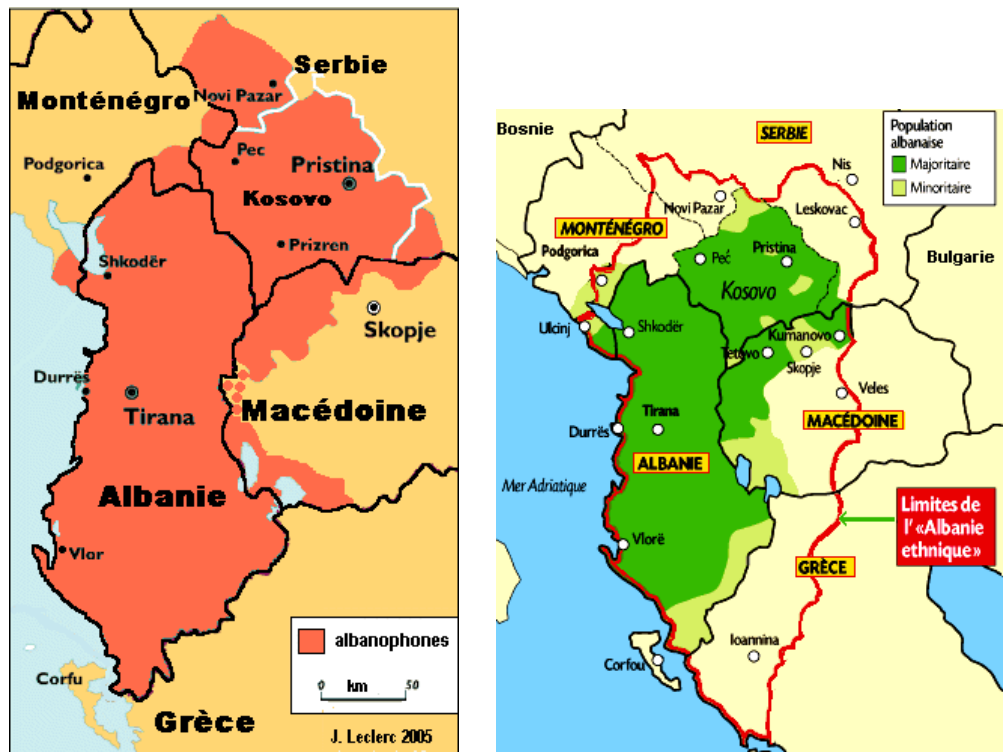 Serbie
Monténégro
Novi Pazar
Podgorica
Pec
Pristina
Kosovo
Prizren
Shkodër
Skopje
Durrës
Tirana
Macédoine
Albanie
Vlor
albanophones
0 km 50
Corfu
Grèce
J. Leclerc 2005
Bosnie
SERBIE
Population
albanaise
Majoritaire
Minoritaire
Nis
Novi Pazar
Leskovac
MONTÉNÉGRO
Podgorica
Pristina
Peć
Bulgarie
Kosovo
Ulcinj
Shkodër
Kumanovo
Tetovo
Skopje
Veles
Tirana
Durrës
MACÉDOINE
ALBANIE
Mer Adriatique
Limites de
l' «Albanie
ethnique»
Vlorë
GRÈCE
Ioannina
Corfou